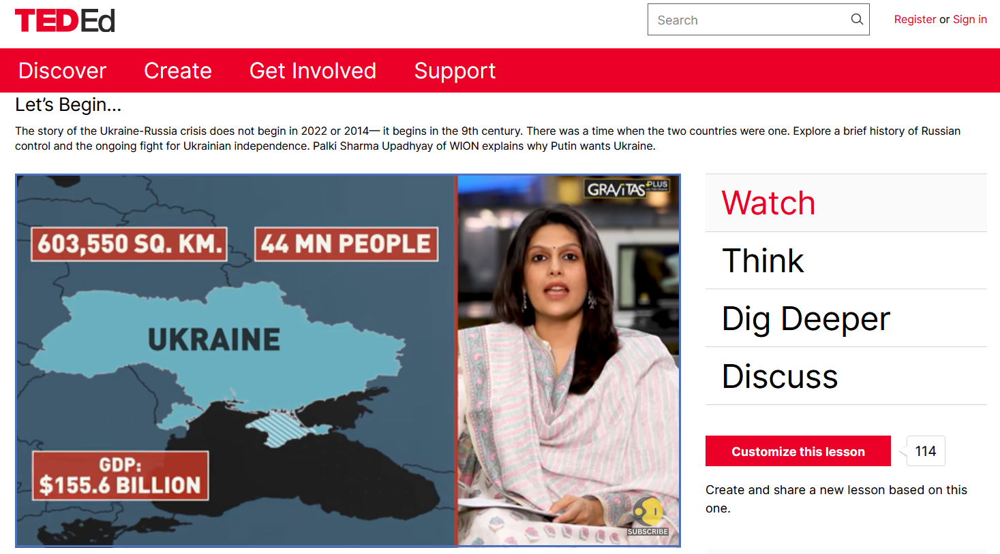 TEDEd
Search
Register or Sign in
Discover
Create
Get Involved
Support
Let's Begin...
The story of the Ukraine-Russia crisis does not begin in 2022 or 2014— it begins in the 9th century. There was a time when the two countries were one. Explore a brief history of Russian
control and the ongoing fight for Ukrainian independence. Palki Sharma Upadhyay of WION explains why Putin wants Ukraine.
603,550 SQ. KM.
44 MN PEOPLE
UKRAINE
GDP:
$155.6 BILLION
GRAVITAS PLUS
SUBSCRIBE
Watch
Think
Dig Deeper
Discuss
Customize this lesson
114
Create and share a new lesson based on this
one.